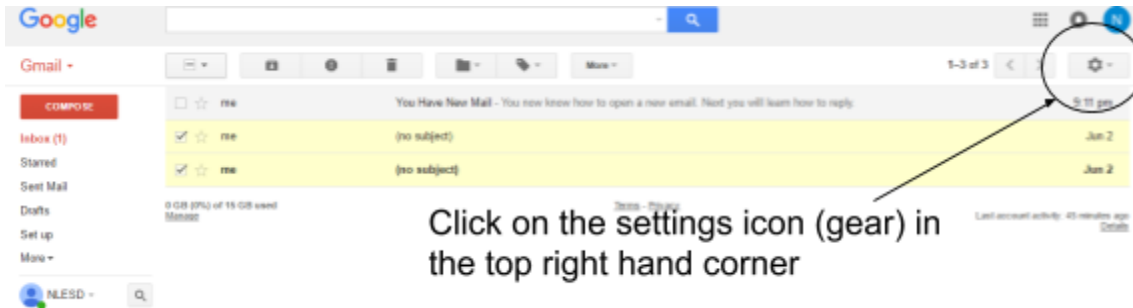 Google
N
Gmail
More
1–3 of 3
COMPOSE
me You Have New Mail - You now know how to open a new email. Next you will learn how to reply. 9:11 pm
Inbox (1)
me (no subject) Jun 2
Starred
me (no subject) Jun 2
Sent Mail
Drafts
0 GB (0%) of 15 GB used
Manage
Terms - Privacy
Last account activity: 45 minutes ago
Details
Set up
More
NLESD
Click on the settings icon (gear) in
the top right hand corner